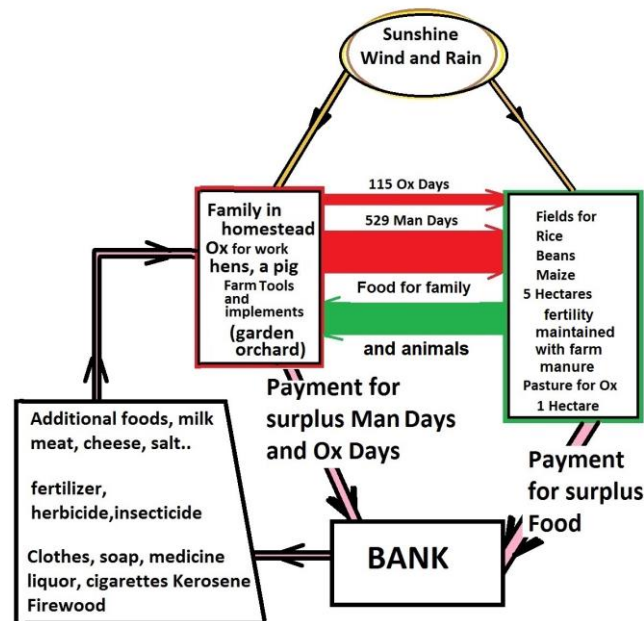 Sunshine
Wind and Rain
115 Ox Days
529 Man Days
Food for family
and animals
Family in
homestead
Ox for work
hens, a pig
Farm Tools
and
implements
(garden
orchard)
Fields for
Rice
Beans
Maize
5 Hectares
fertility
maintained
with farm
manure
Pasture for Ox
1 Hectare
Payment for
surplus Man Days
and Ox Days
Payment
for surplus
Food
Additional foods, milk
meat, cheese, salt..
fertilizer,
herbicide,insecticide
Clothes, soap, medicine
liquor, cigarettes Kerosene
Firewood
BANK